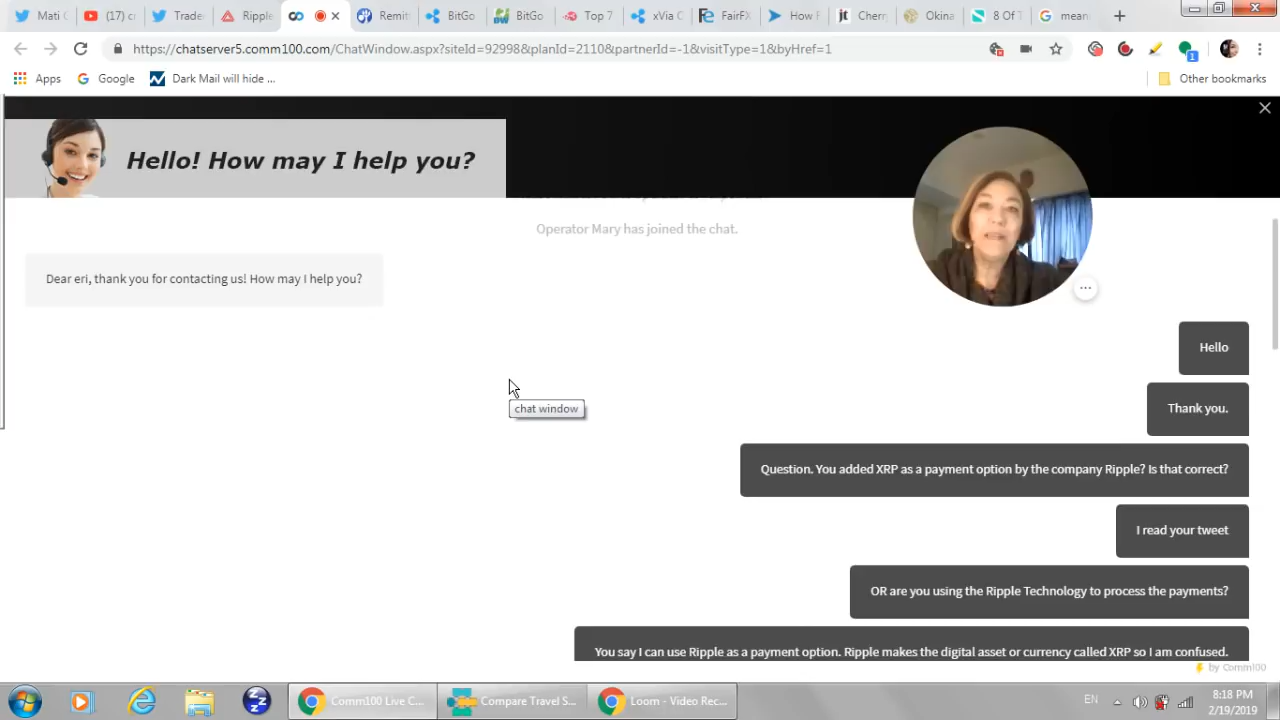 Mati C
(17) c
Trade
Ripple
Remit
BitGo
BitGo
Top 7
xVia C
FairFX
How F
jt Cherr
Okina
S 8 Of T
G mean
https://chatserver5.comm100.com/ChatWindow.aspx?siteId=92998&planId=2110&partnerId=-1&visitType=1&byHref=1
Apps Google Dark Mail will hide ... Other bookmarks
Hello! How may I help you?
Operator Mary has joined the chat.
Dear eri, thank you for contacting us! How may I help you?
Hello
chat window
Thank you.
Question. You added XRP as a payment option by the company Ripple? Is that correct?
I read your tweet
OR are you using the Ripple Technology to process the payments?
You say I can use Ripple as a payment option. Ripple makes the digital asset or currency called XRP so I am confused.
by Comm100
Comm100 Live C... Compare Travel S... Loom - Video Rec... EN 8:18 PM
2/19/2019